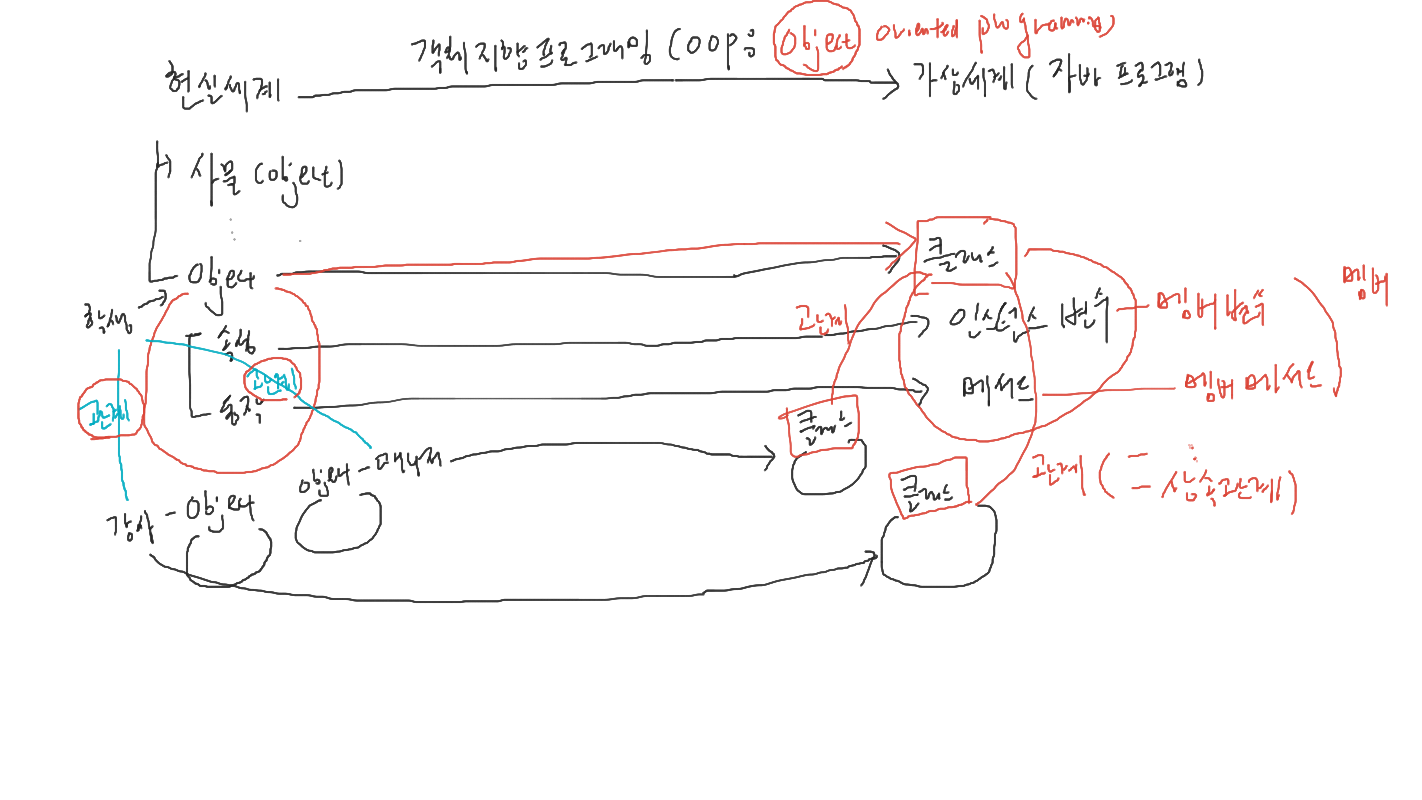 객체지향프로그래밍 (OOP: Object oriented programming)
현실세계
가상세계 (자바 프로그램)
사물 (object)
Object
클래스
멤버
학생
속성
관계
인스턴스 변수
멤버변수
관계
동작
관계
메서드
멤버메서드
클래스
object - 매니저
클래스
관계 ( = 상속관계)
강사 - Object